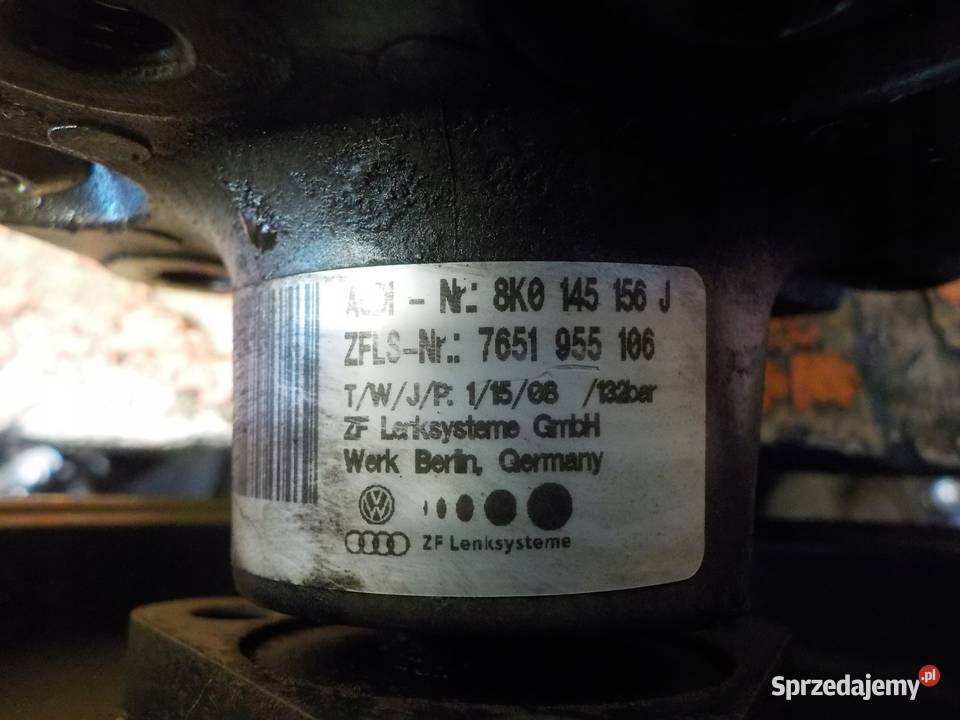 AUDI - Nr.: 8K0 145 156 J
ZFLS-Nr.: 7651 955 106
T/W/J/P: 1/15/08 /132bar
ZF Lenksysteme GmbH
Werk Berlin, Germany
ZF Lenksysteme
Sprzedajemy.pl